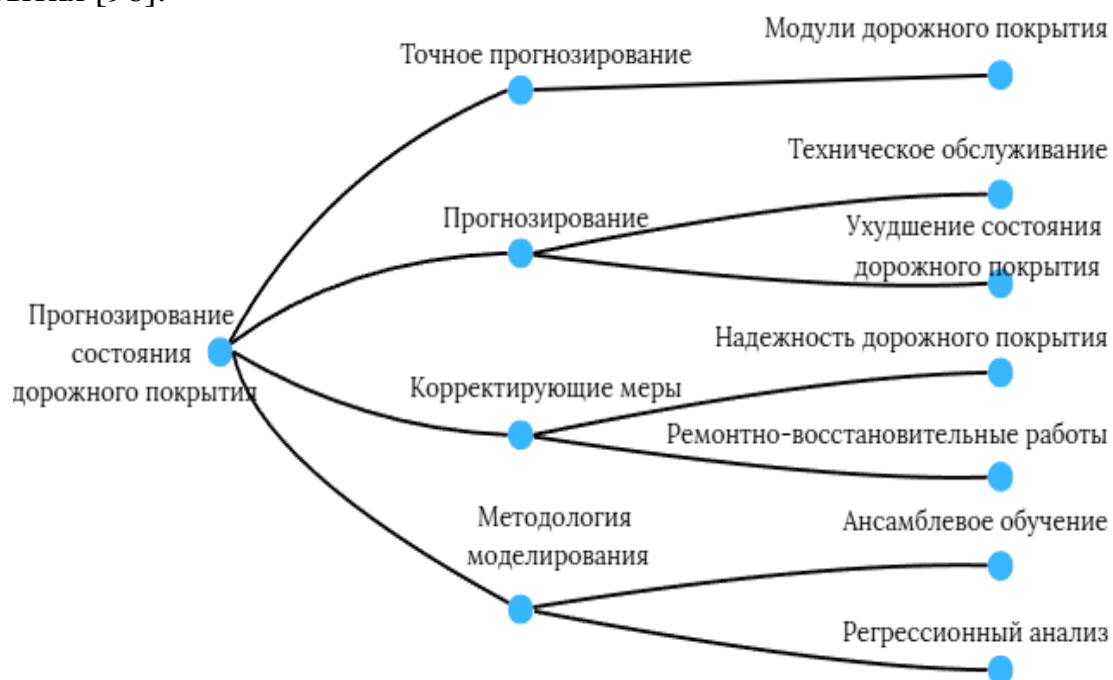 Модули дорожного покрытия
Точное прогнозирование
Техническое обслуживание
Прогнозирование
Ухудшение состояния
дорожного покрытия
Прогнозирование
состояния
дорожного покрытия
Надежность дорожного покрытия
Корректирующие меры
Ремонтно-восстановительные работы
Методология
моделирования
Ансамблевое обучение
Регрессионный анализ